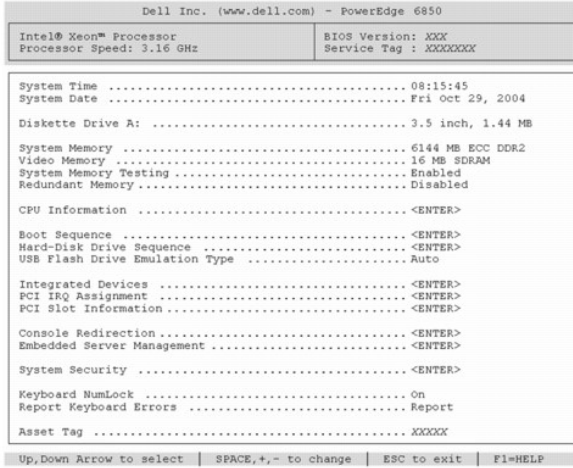 Dell Inc. (www.dell.com) - PowerEdge 6850
Intel® Xeon™ Processor BIOS Version: XXX
Processor Speed: 3.16 GHz Service Tag : XXXXXXX
System Time ........................................ 08:15:45
System Date ........................................ Fri Oct 29, 2004
Diskette Drive A: .................................. 3.5 inch, 1.44 MB
System Memory ...................................... 6144 MB ECC DDR2
Video Memory ....................................... 16 MB SDRAM
System Memory Testing .............................. Enabled
Redundant Memory ................................... Disabled
CPU Information .................................... <ENTER>
Boot Sequence ...................................... <ENTER>
Hard-Disk Drive Sequence ........................... <ENTER>
USB Flash Drive Emulation Type ..................... Auto
Integrated Devices ................................. <ENTER>
PCI IRQ Assignment ................................. <ENTER>
PCI Slot Information ............................... <ENTER>
Console Redirection ................................ <ENTER>
Embedded Server Management ......................... <ENTER>
System Security .................................... <ENTER>
Keyboard NumLock ................................... On
Report Keyboard Errors ............................. Report
Asset Tag .......................................... XXXXX
Up,Down Arrow to select | SPACE,+,- to change | ESC to exit | F1=HELP